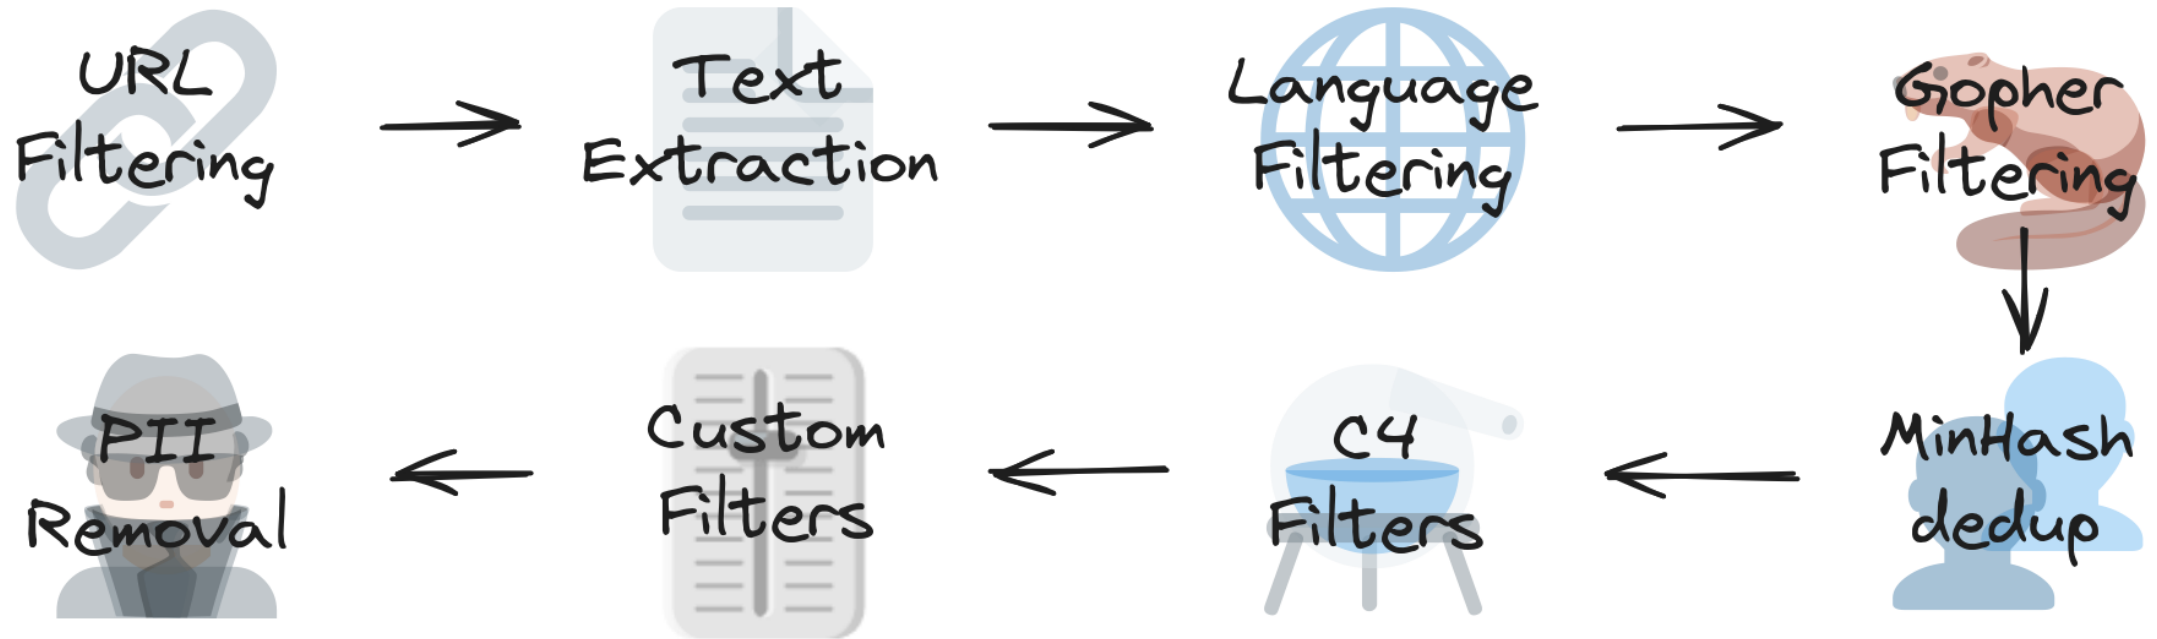 URL
Filtering
Text
Extraction
Language
Filtering
Gopher
Filtering
MinHash
dedup
C4
Filters
Custom
Filters
PII
Removal